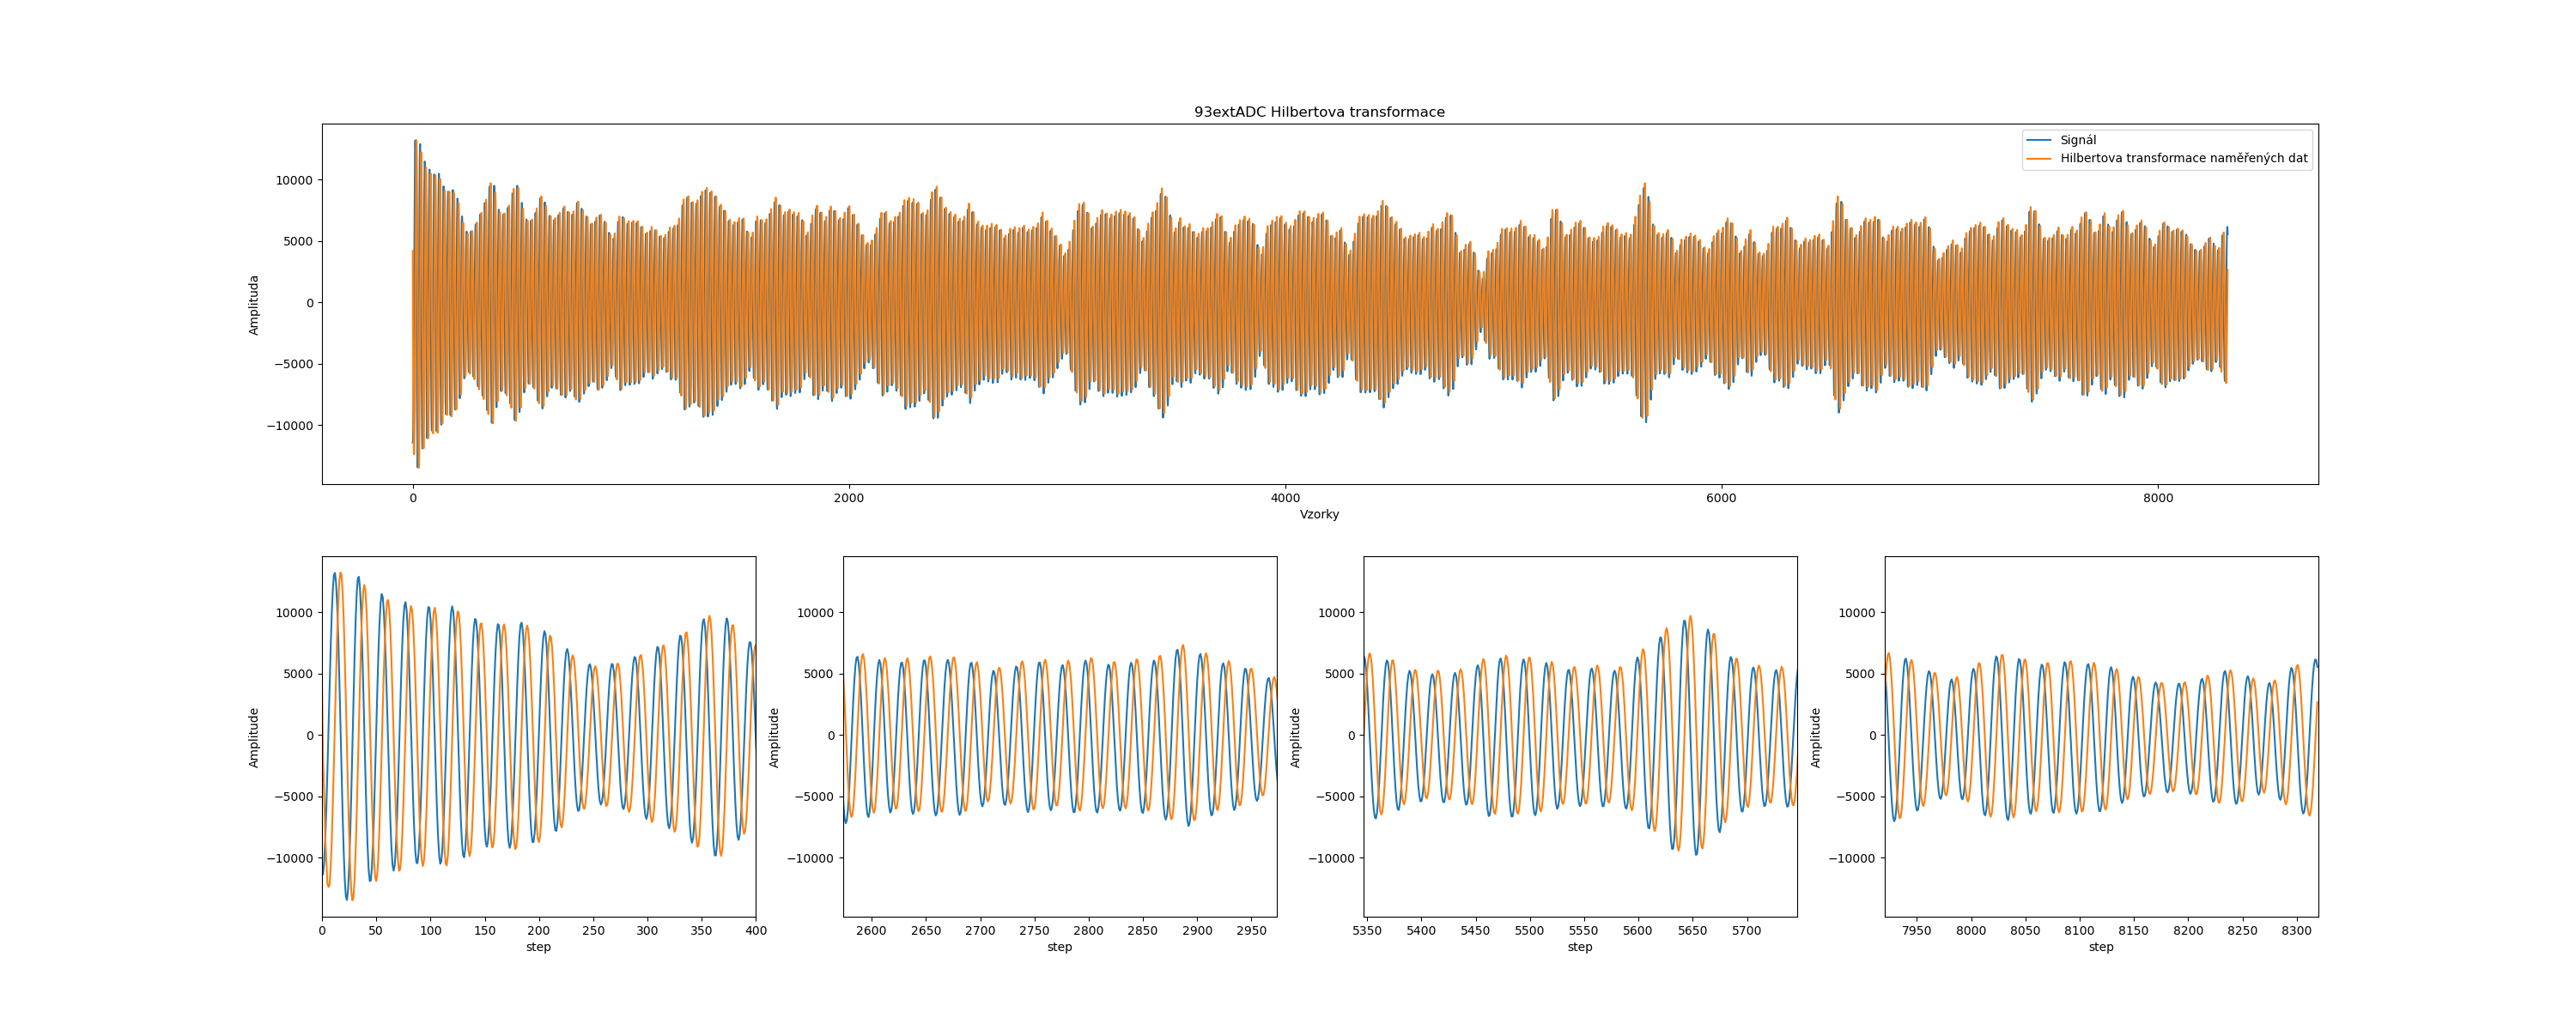 93extADC Hilbertova transformace
Signál
Hilbertova transformace naměřených dat
Amplituda
10000
5000
0
−5000
−10000
0 2000 4000 6000 8000
Vzorky
Amplitude
10000
5000
0
−5000
−10000
0 50 100 150 200 250 300 350 400
step
Amplitude
10000
5000
0
−5000
−10000
2600 2650 2700 2750 2800 2850 2900 2950
step
Amplitude
10000
5000
0
−5000
−10000
5350 5400 5450 5500 5550 5600 5650 5700
step
Amplitude
10000
5000
0
−5000
−10000
7950 8000 8050 8100 8150 8200 8250 8300
step